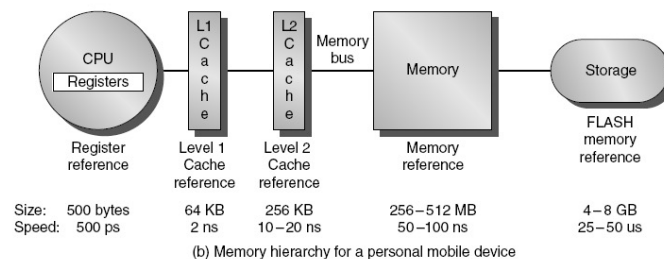 CPU
Registers
L1
C
a
c
h
e
L2
C
a
c
h
e
Memory
bus
Memory
Storage
Register
reference
Level 1
Cache
reference
Level 2
Cache
reference
Memory
reference
FLASH
memory
reference
Size: 500 bytes 64 KB 256 KB 256–512 MB 4–8 GB
Speed: 500 ps 2 ns 10–20 ns 50–100 ns 25–50 us
(b) Memory hierarchy for a personal mobile device